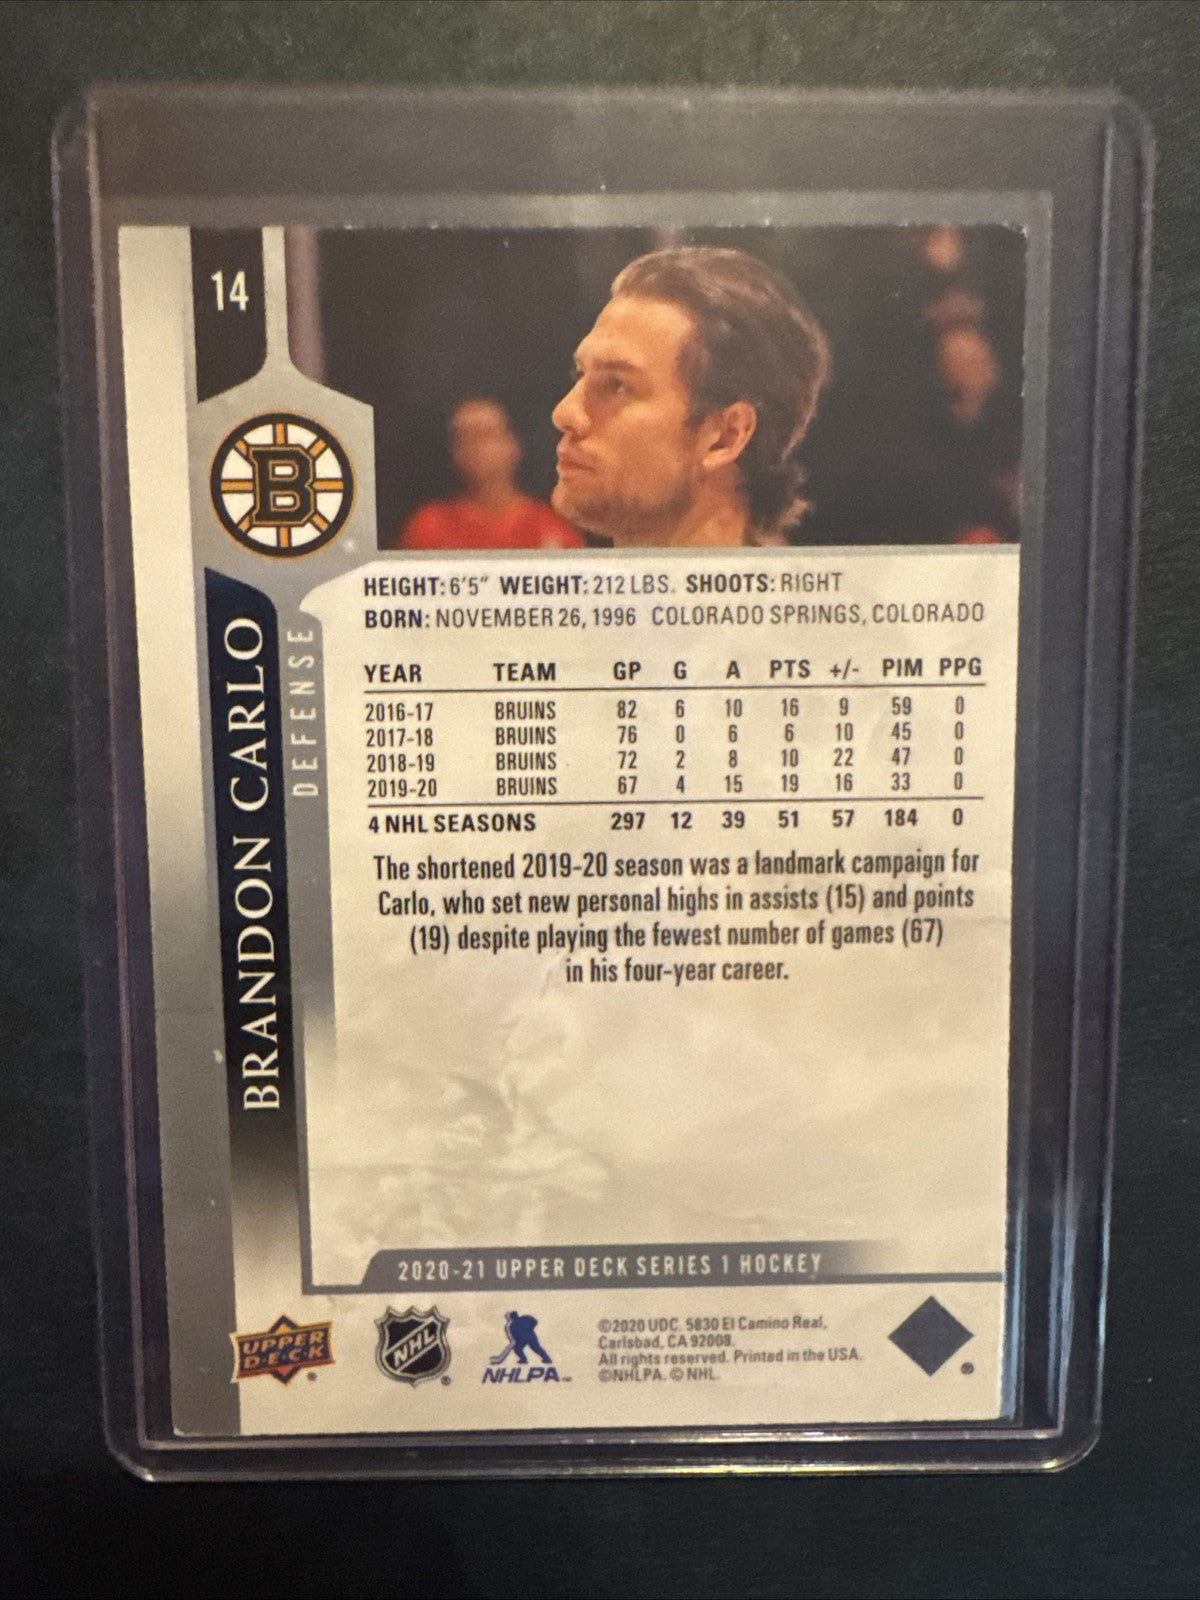 14
B
BRANDON CARLO
DEFENSE
HEIGHT: 6'5" WEIGHT: 212 LBS. SHOOTS: RIGHT
BORN: NOVEMBER 26, 1996 COLORADO SPRINGS, COLORADO
YEAR TEAM GP G A PTS +/- PIM PPG
2016-17 BRUINS 82 6 10 16 9 59 0
2017-18 BRUINS 76 0 6 6 10 45 0
2018-19 BRUINS 72 2 8 10 22 47 0
2019-20 BRUINS 67 4 15 19 16 33 0
4 NHL SEASONS 297 12 39 51 57 184 0
The shortened 2019-20 season was a landmark campaign for
Carlo, who set new personal highs in assists (15) and points
(19) despite playing the fewest number of games (67)
in his four-year career.
2020-21 UPPER DECK SERIES 1 HOCKEY
UPPER
D·E·C·K
NHL
NHLPA™
©2020 UDC. 5830 El Camino Real,
Carlsbad, CA 92008.
All rights reserved. Printed in the USA.
©NHLPA. © NHL.